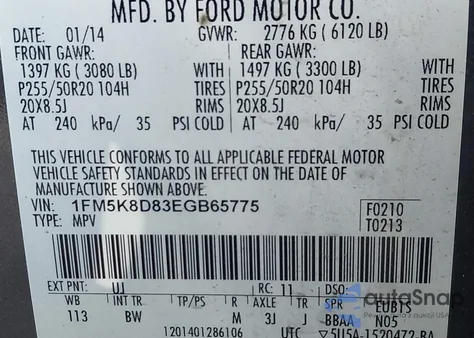 MFD. BY FORD MOTOR CO.
DATE: 01/14 GVWR: 2776 KG ( 6120 LB)
FRONT GAWR: REAR GAWR:
1397 KG ( 3080 LB) WITH 1497 KG ( 3300 LB) WITH
P255/50R20 104H TIRES P255/50R20 104H TIRES
20X8.5J RIMS 20X8.5J RIMS
AT 240 kPa/ 35 PSI COLD AT 240 kPa/ 35 PSI COLD
THIS VEHICLE CONFORMS TO ALL APPLICABLE FEDERAL MOTOR
VEHICLE SAFETY STANDARDS IN EFFECT ON THE DATE OF
MANUFACTURE SHOWN ABOVE.
VIN: 1FM5K8D83EGB65775 F0210
TYPE: MPV T0213
EXT PNT: UJ RC: 11 DSO:
WB INT TR TP/PS R AXLE TR SPR EUB1S
113 BW M 3J J BBAA N05
1201401286106 UTC
autoSnap